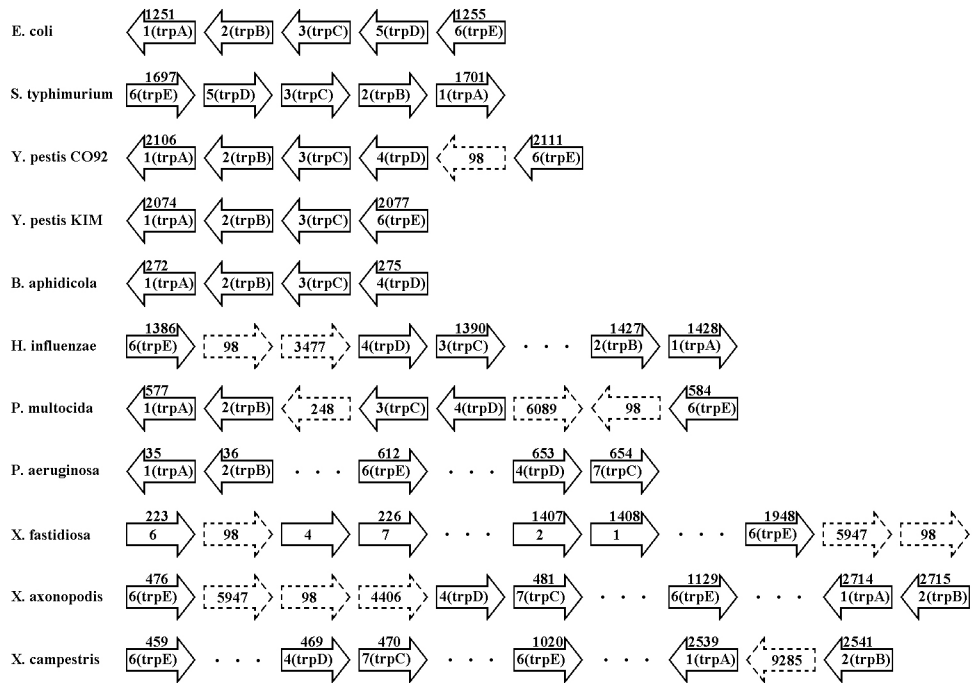 1251 1255
E. coli 1(trpA) 2(trpB) 3(trpC) 5(trpD) 6(trpE)
1697 1701
S. typhimurium 6(trpE) 5(trpD) 3(trpC) 2(trpB) 1(trpA)
2106 2111
Y. pestis CO92 1(trpA) 2(trpB) 3(trpC) 4(trpD) 98 6(trpE)
2074 2077
Y. pestis KIM 1(trpA) 2(trpB) 3(trpC) 6(trpE)
272 275
B. aphidicola 1(trpA) 2(trpB) 3(trpC) 4(trpD)
1386 1390 1427 1428
H. influenzae 6(trpE) 98 3477 4(trpD) 3(trpC) . . . 2(trpB) 1(trpA)
577 584
P. multocida 1(trpA) 2(trpB) 248 3(trpC) 4(trpD) 6089 98 6(trpE)
35 36 612 653 654
P. aeruginosa 1(trpA) 2(trpB) . . . 6(trpE) . . . 4(trpD) 7(trpC)
223 226 1407 1408 1948
X. fastidiosa 6 98 4 7 . . . 2 1 . . . 6(trpE) 5947 98
476 481 1129 2714 2715
X. axonopodis 6(trpE) 5947 98 4406 4(trpD) 7(trpC) . . . 6(trpE) . . . 1(trpA) 2(trpB)
459 469 470 1020 2539 2541
X. campestris 6(trpE) . . . 4(trpD) 7(trpC) . . . 6(trpE) . . . 1(trpA) 9285 2(trpB)